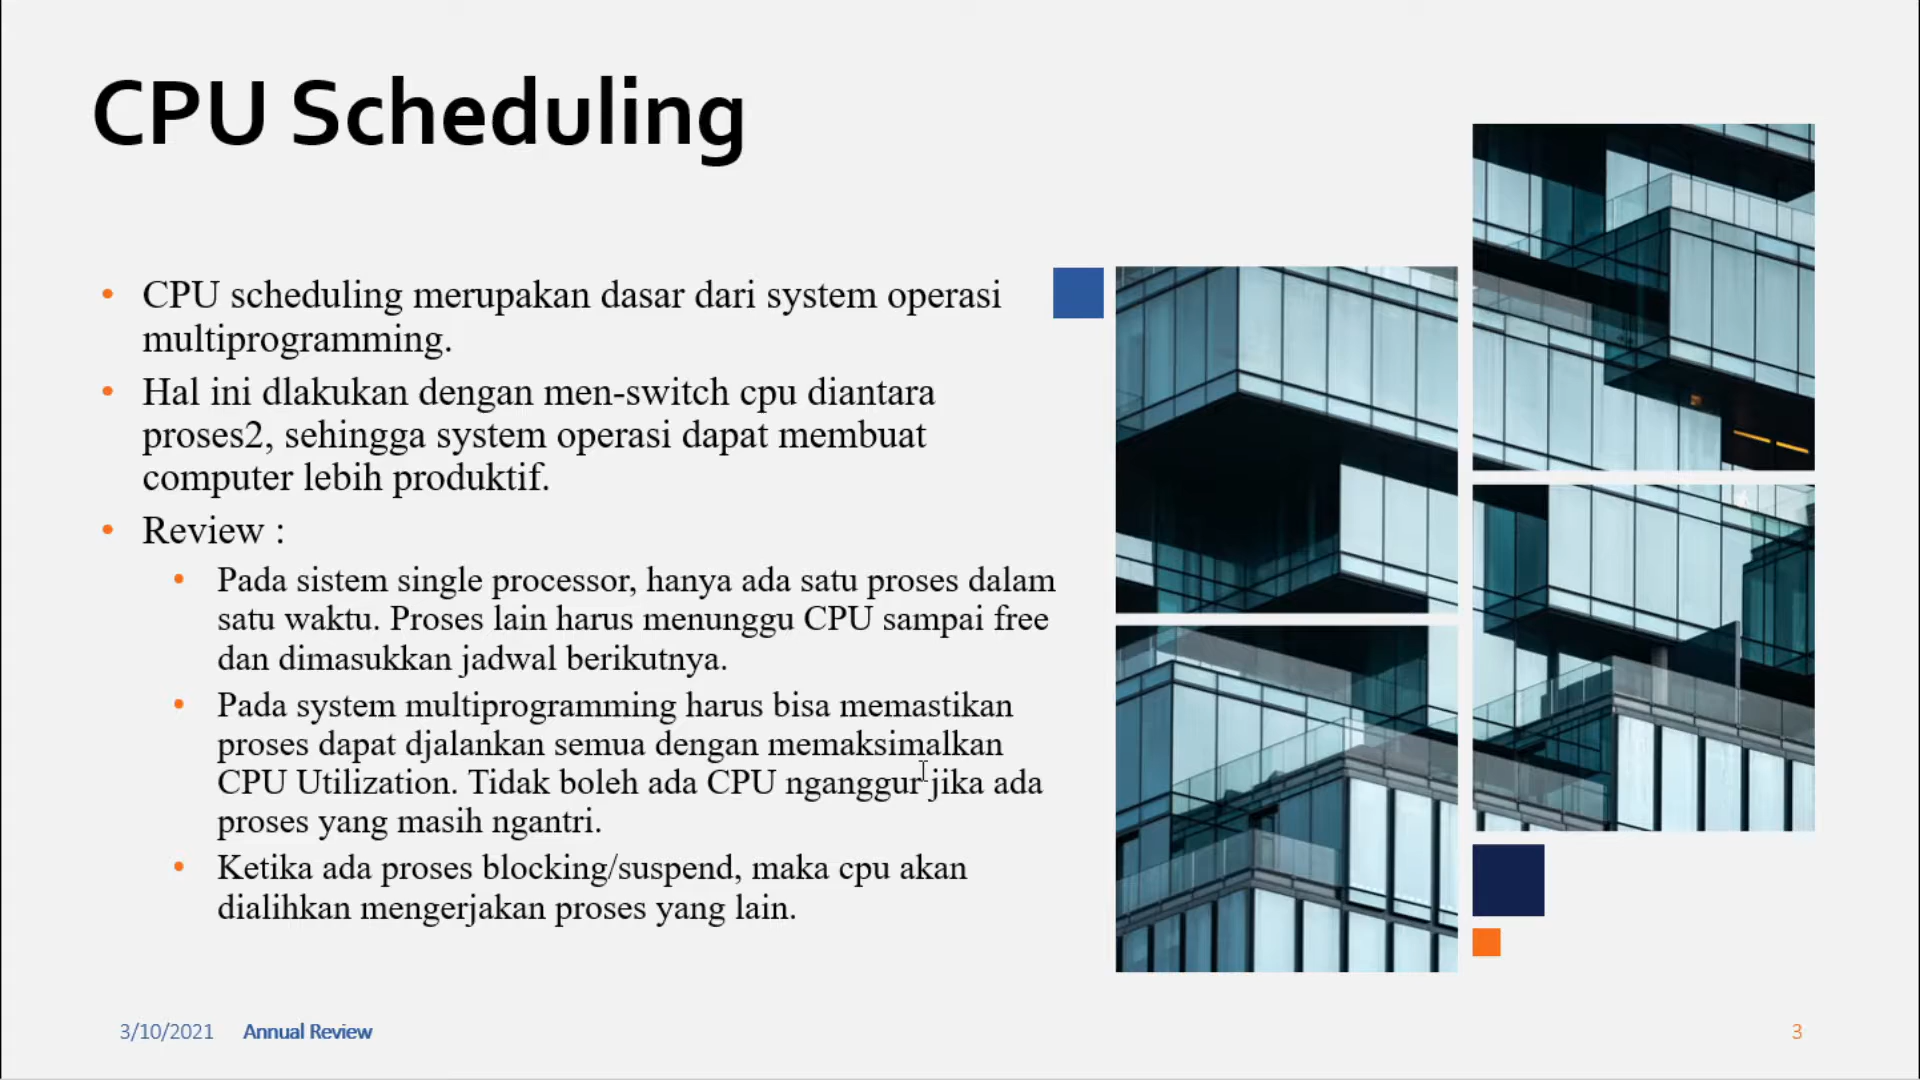 CPU Scheduling
• CPU scheduling merupakan dasar dari system operasi
multiprogramming.
• Hal ini dlakukan dengan men-switch cpu diantara
proses2, sehingga system operasi dapat membuat
computer lebih produktif.
• Review :
• Pada sistem single processor, hanya ada satu proses dalam
satu waktu. Proses lain harus menunggu CPU sampai free
dan dimasukkan jadwal berikutnya.
• Pada system multiprogramming harus bisa memastikan
proses dapat djalankan semua dengan memaksimalkan
CPU Utilization. Tidak boleh ada CPU nganggur jika ada
proses yang masih ngantri.
• Ketika ada proses blocking/suspend, maka cpu akan
dialihkan mengerjakan proses yang lain.
3/10/2021 Annual Review
3